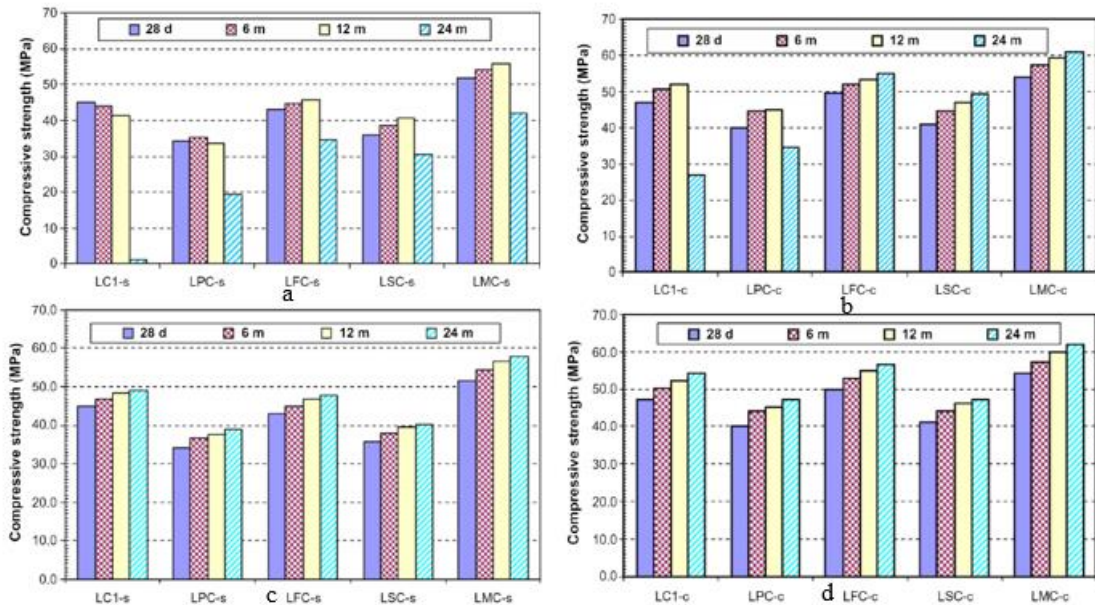 70
60
50
40
30
20
10
0
Compressive strength (MPa)
28 d 6 m 12 m 24 m
LC1-s LPC-s LFC-s LSC-s LMC-s
a
70
60
50
40
30
20
10
0
Compressive strength (MPa)
28 d 6 m 12 m 24 m
LC1-c LPC-c LFC-c LSC-c LMC-c
b
70.0
60.0
50.0
40.0
30.0
20.0
10.0
0.0
Compressive strength (MPa)
28 d 6 m 12 m 24 m
LC1-s LPC-s LFC-s LSC-s LMC-s
c
70.0
60.0
50.0
40.0
30.0
20.0
10.0
0.0
Compressive strength (MPa)
28 d 6 m 12 m 24 m
LC1-c LPC-c LFC-c LSC-c LMC-c
d